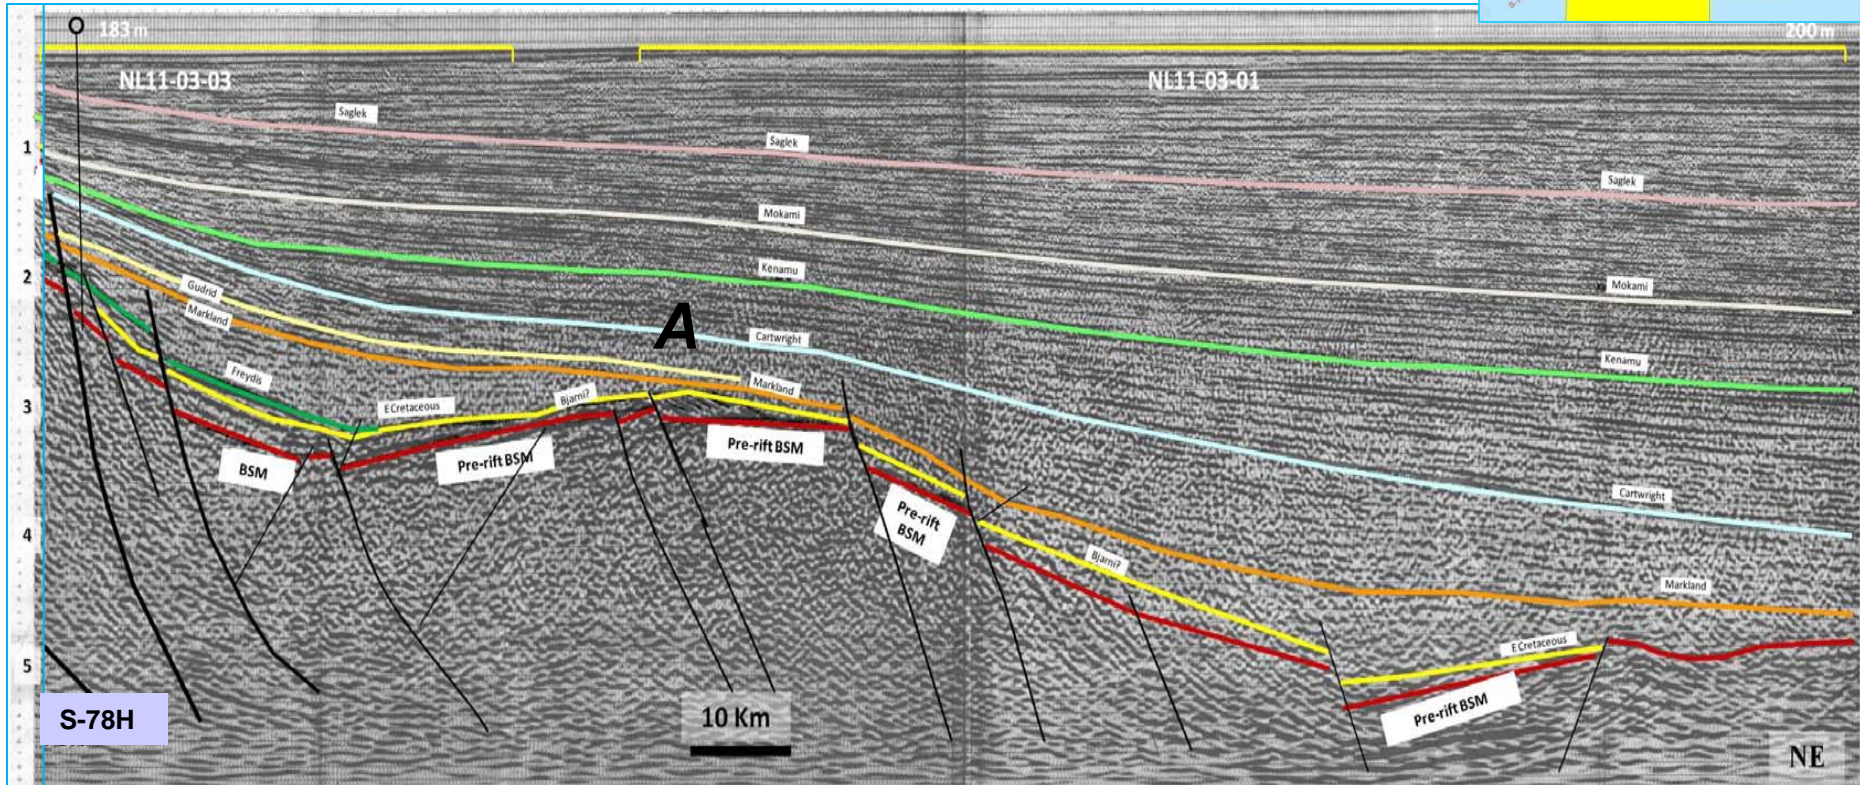 183 m
200 m
NL11-03-03
NL11-03-01
Saglek
Saglek
Saglek
1
Mokami
Mokami
Kenamu
Kenamu
2
Gudrid
Markland
A
Cartwright
Cartwright
Freydis
E Cretaceous
Bjarni?
Markland
3
BSM
Pre-rift BSM
Pre-rift BSM
Pre-rift
BSM
4
Bjarni?
Markland
E Cretaceous
5
Pre-rift BSM
S-78H
10 Km
NE